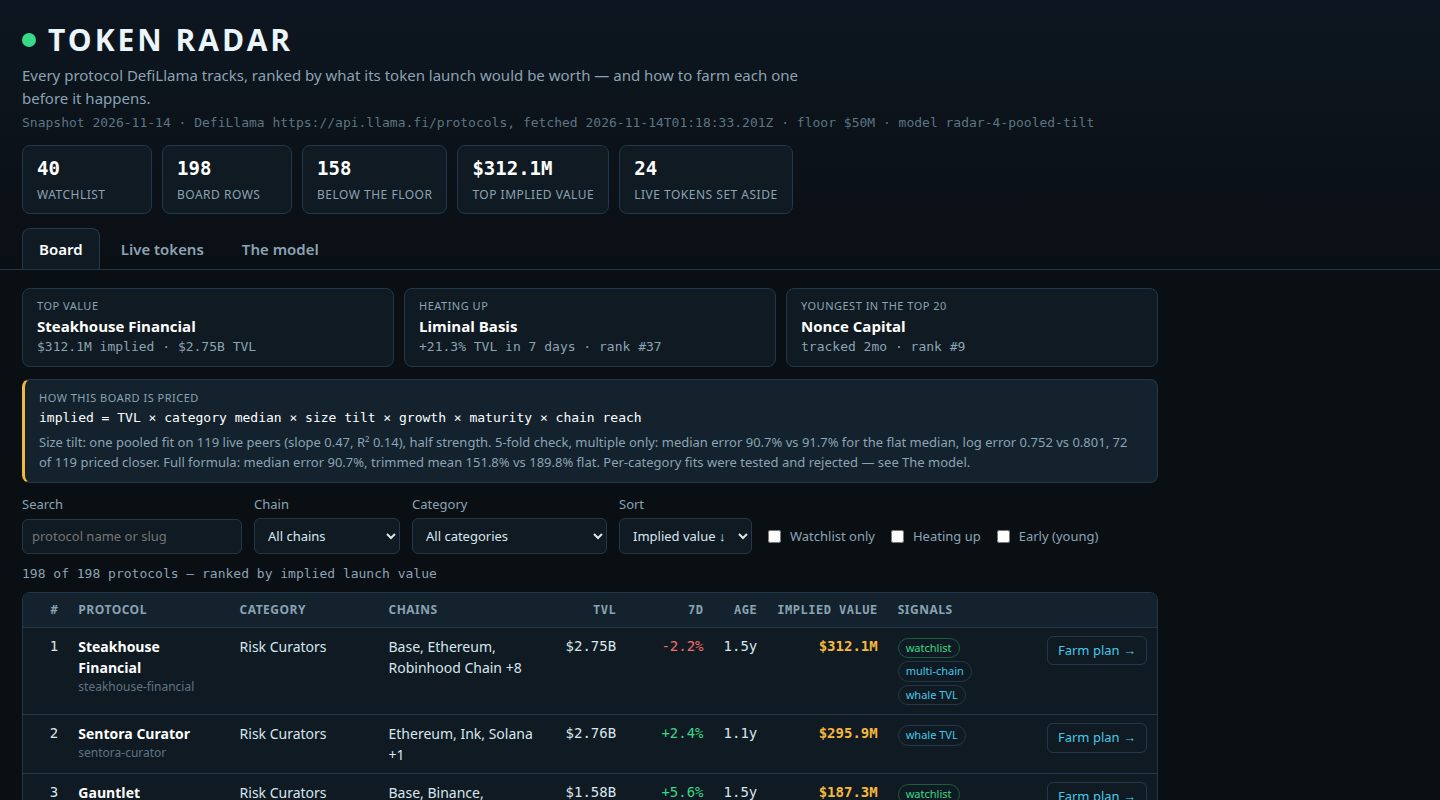 TOKEN RADAR
Every protocol DefiLlama tracks, ranked by what its token launch would be worth — and how to farm each one
before it happens.
Snapshot 2026-11-14 · DefiLlama https://api.llama.fi/protocols, fetched 2026-11-14T01:18:33.201Z · floor $50M · model radar-4-pooled-tilt
40
WATCHLIST
198
BOARD ROWS
158
BELOW THE FLOOR
$312.1M
TOP IMPLIED VALUE
24
LIVE TOKENS SET ASIDE
Board
Live tokens
The model
TOP VALUE
Steakhouse Financial
$312.1M implied · $2.75B TVL
HEATING UP
Liminal Basis
+21.3% TVL in 7 days · rank #37
YOUNGEST IN THE TOP 20
Nonce Capital
tracked 2mo · rank #9
HOW THIS BOARD IS PRICED
implied = TVL × category median × size tilt × growth × maturity × chain reach
Size tilt: one pooled fit on 119 live peers (slope 0.47, R² 0.14), half strength. 5-fold check, multiple only: median error 90.7% vs 91.7% for the flat median, log error 0.752 vs 0.801, 72
of 119 priced closer. Full formula: median error 90.7%, trimmed mean 151.8% vs 189.8% flat. Per-category fits were tested and rejected — see The model.
Search
protocol name or slug
Chain
All chains
Category
All categories
Sort
Implied value ↓
Watchlist only
Heating up
Early (young)
198 of 198 protocols — ranked by implied launch value
# PROTOCOL CATEGORY CHAINS TVL 7D AGE IMPLIED VALUE SIGNALS
1 Steakhouse Risk Curators Base, Ethereum, $2.75B -2.2% 1.5y $312.1M watchlist Farm plan →
Financial Robinhood Chain +8 multi-chain
steakhouse-financial whale TVL
2 Sentora Curator Risk Curators Ethereum, Ink, Solana $2.76B +2.4% 1.1y $295.9M whale TVL Farm plan →
sentora-curator +1
3 Gauntlet Risk Curators Base, Binance, $1.58B +5.6% 1.5y $187.3M watchlist Farm plan →